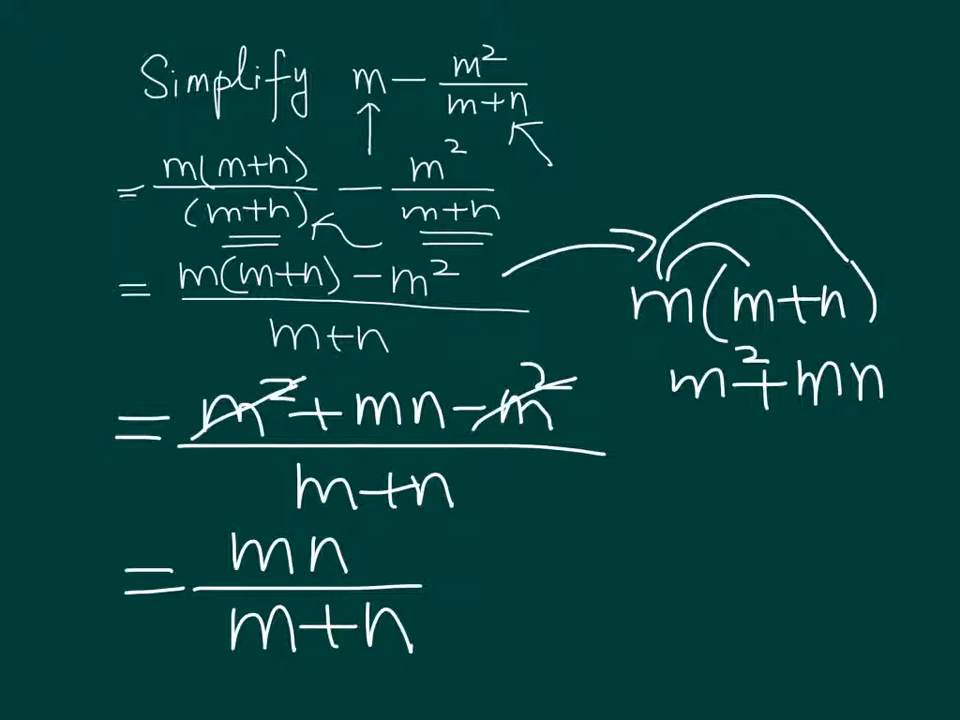 Simplify m − m²/(m+n)
= m(m+n)/(m+n) − m²/(m+n)
= (m(m+n) − m²)/(m+n)
m(m+n)
m² + mn
= (m² + mn − m²)/(m+n)
= mn/(m+n)